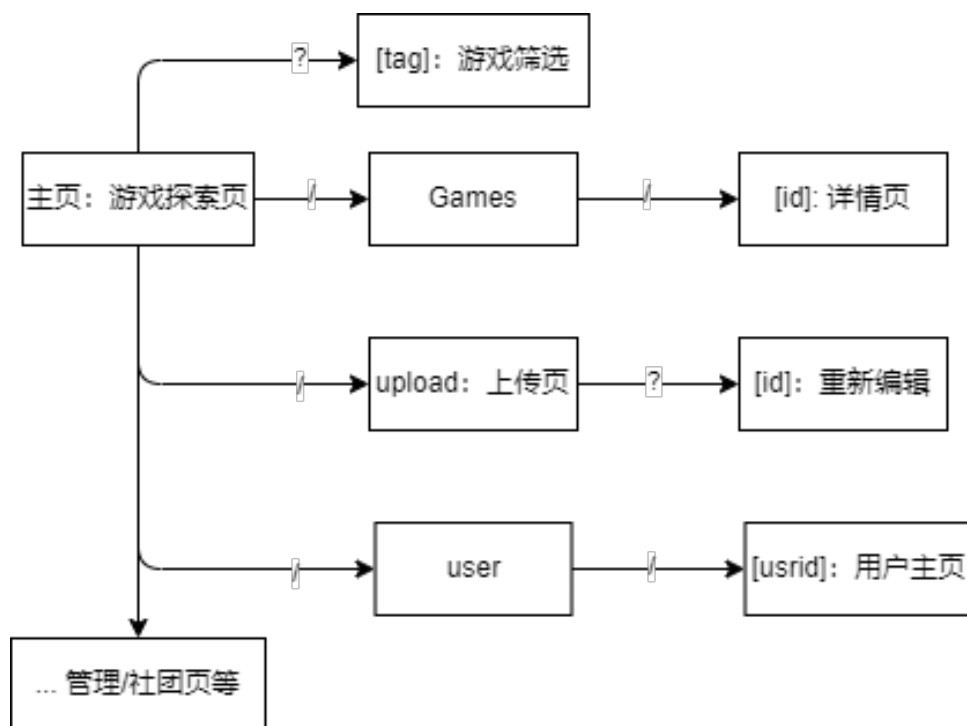 ?
[tag]：游戏筛选
主页：游戏探索页
/
Games
/
[id]: 详情页
/
upload：上传页
?
[id]：重新编辑
/
user
/
[usrid]：用户主页
... 管理/社团页等